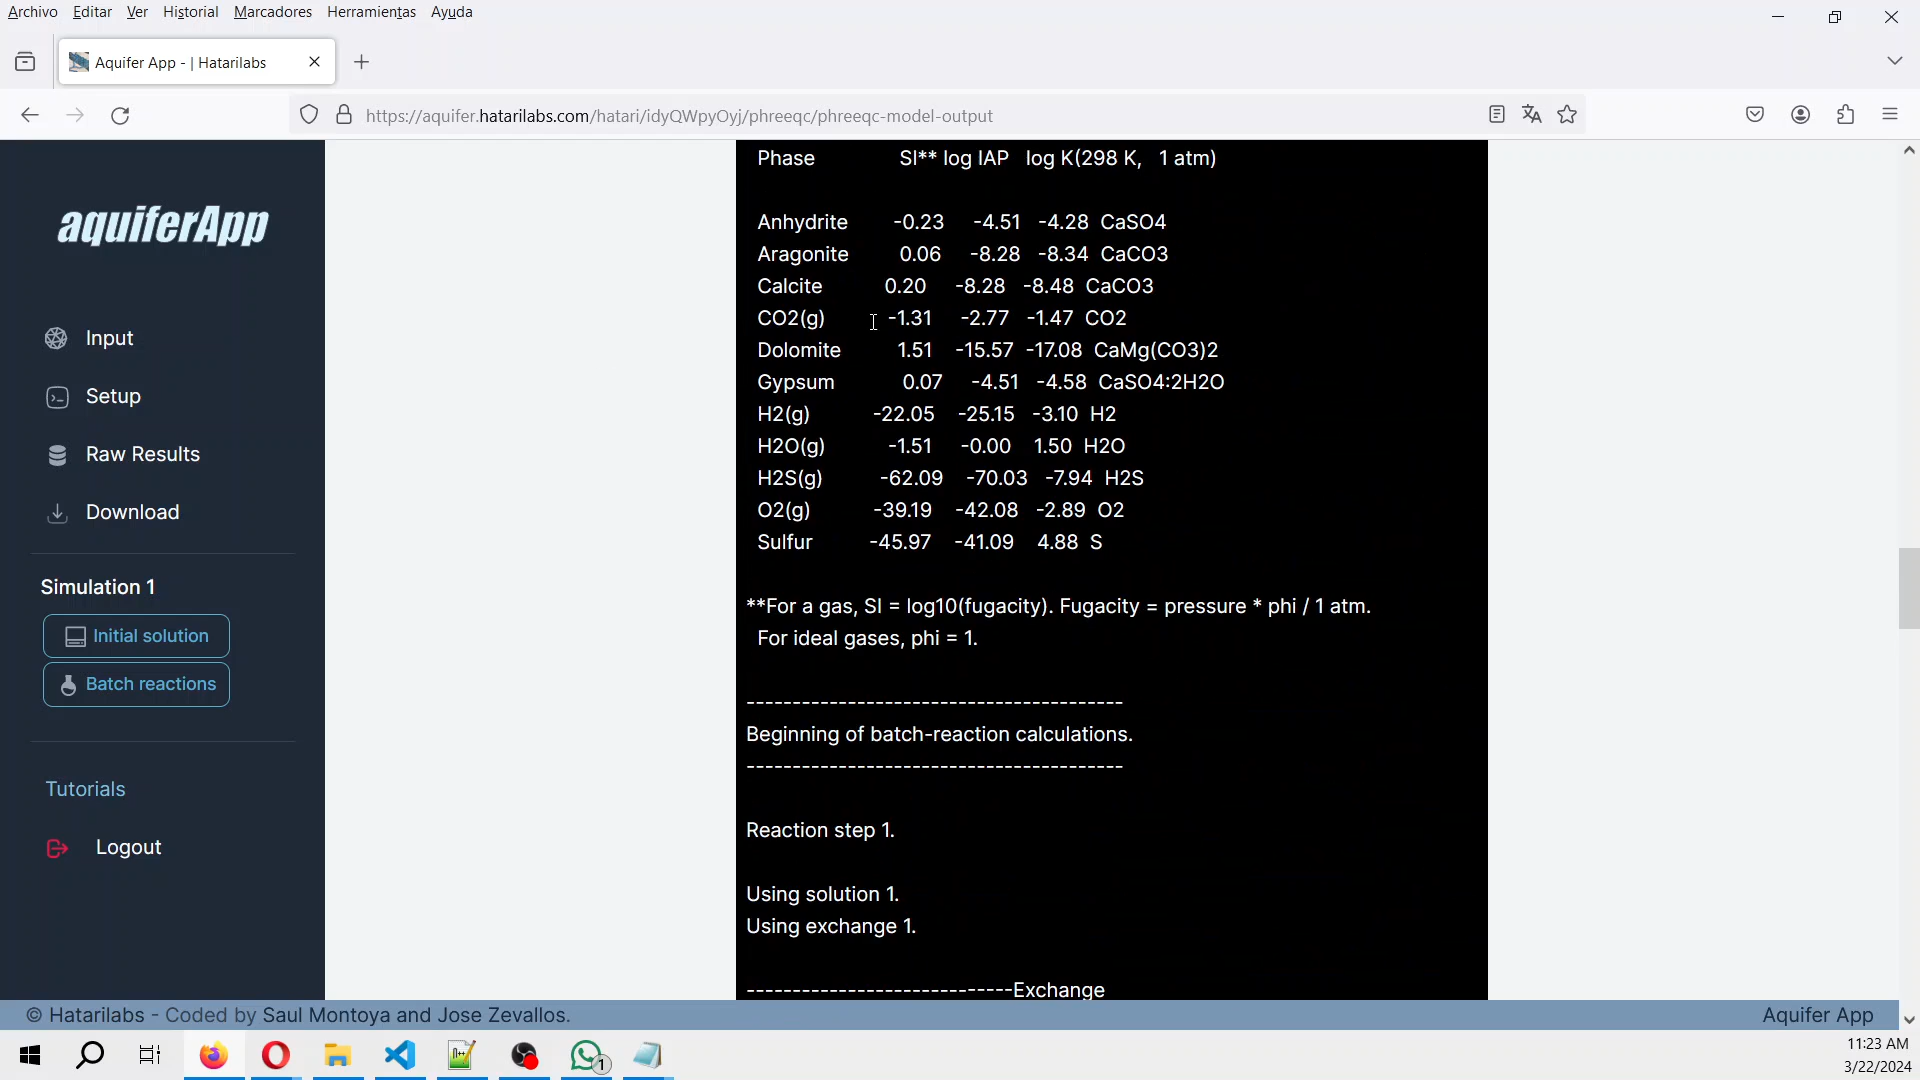 Archivo Editar Ver Historial Marcadores Herramientas Ayuda
Aquifer App - | Hatarilabs
https://aquifer.hatarilabs.com/hatari/idyQWpyOyj/phreeqc/phreeqc-model-output
aquiferApp
Input
Setup
Raw Results
Download
Simulation 1
Initial solution
Batch reactions
Tutorials
Logout
Phase SI** log IAP log K(298 K, 1 atm)
Anhydrite -0.23 -4.51 -4.28 CaSO4
Aragonite 0.06 -8.28 -8.34 CaCO3
Calcite 0.20 -8.28 -8.48 CaCO3
CO2(g) -1.31 -2.77 -1.47 CO2
Dolomite 1.51 -15.57 -17.08 CaMg(CO3)2
Gypsum 0.07 -4.51 -4.58 CaSO4:2H2O
H2(g) -22.05 -25.15 -3.10 H2
H2O(g) -1.51 -0.00 1.50 H2O
H2S(g) -62.09 -70.03 -7.94 H2S
O2(g) -39.19 -42.08 -2.89 O2
Sulfur -45.97 -41.09 4.88 S
**For a gas, SI = log10(fugacity). Fugacity = pressure * phi / 1 atm.
For ideal gases, phi = 1.
-----------------------------------------
Beginning of batch-reaction calculations.
-----------------------------------------
Reaction step 1.
Using solution 1.
Using exchange 1.
-----------------------------Exchange
© Hatarilabs - Coded by Saul Montoya and Jose Zevallos.
Aquifer App
1
11:23 AM
3/22/2024